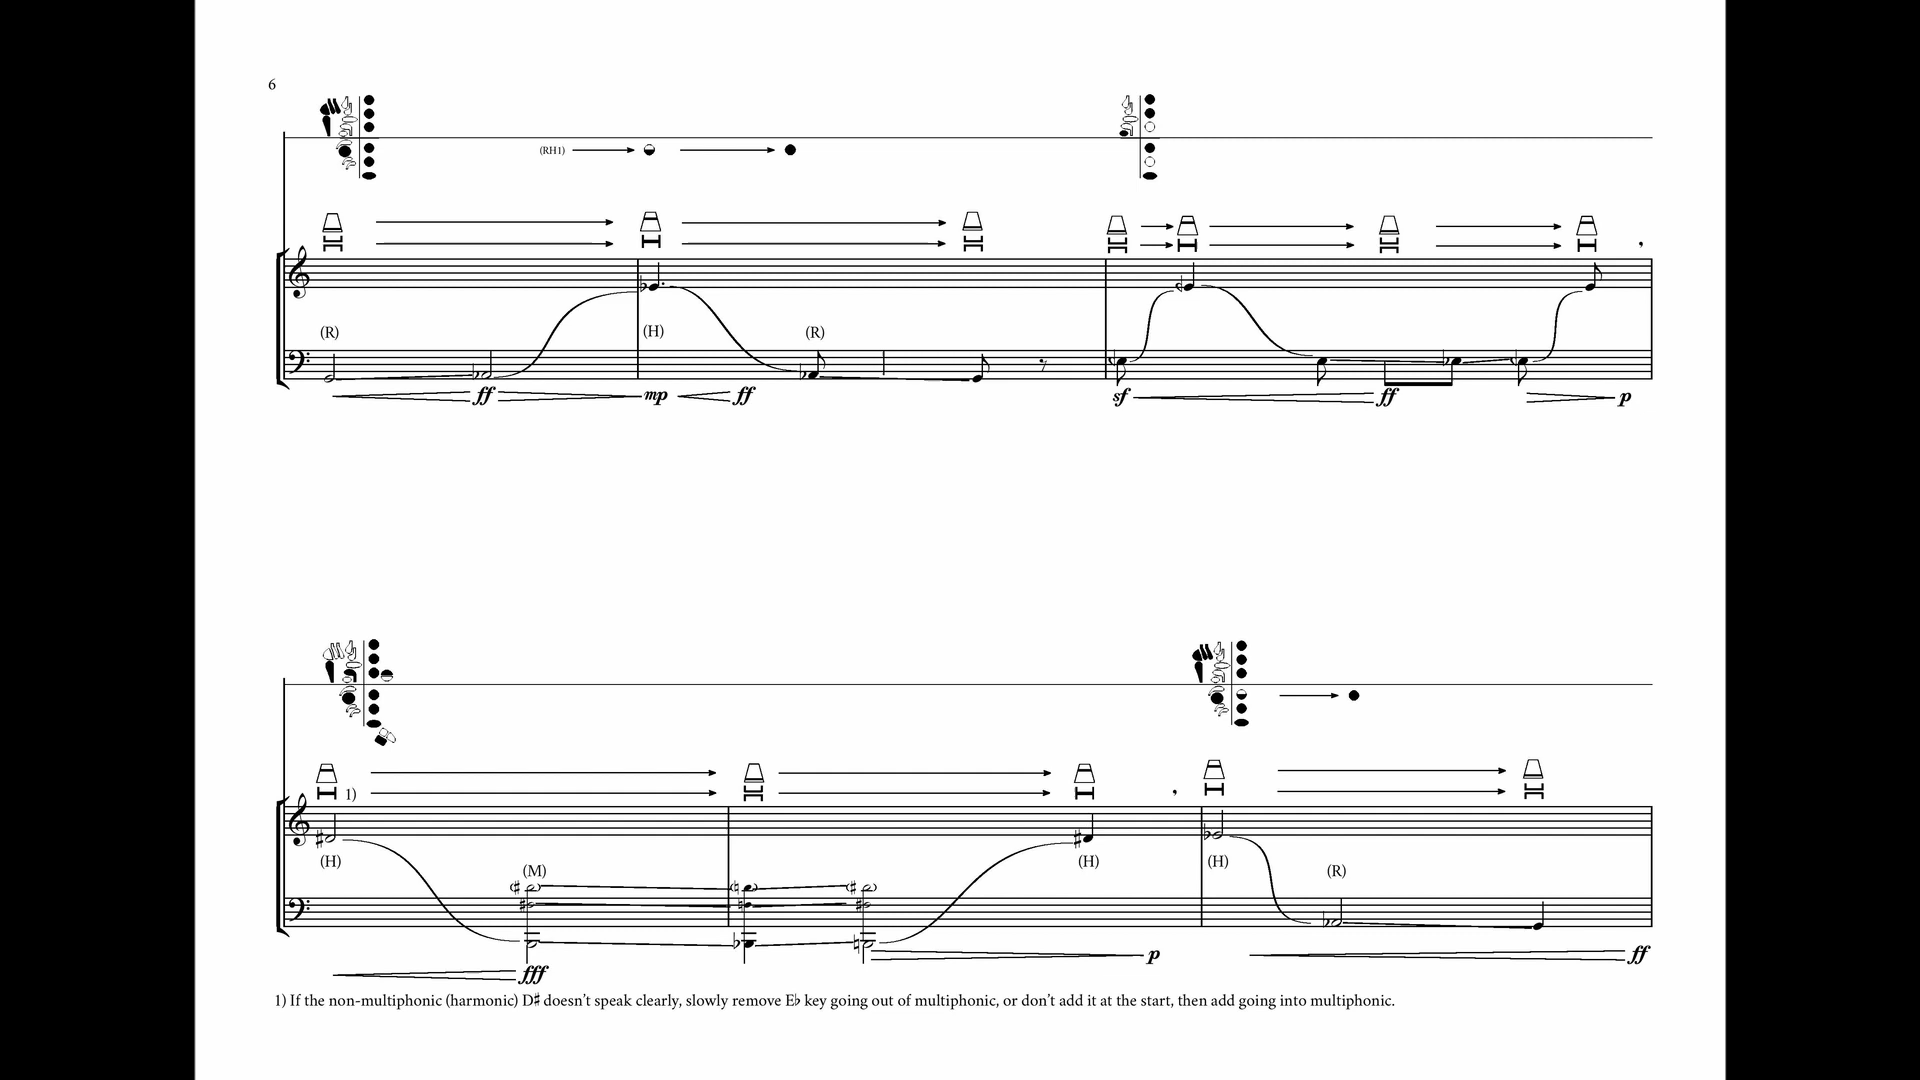 6
(RH1)
(R) (H) (R)
ff mp ff sf ff p
1)
(H) (M) (H) (H) (R)
fff p ff
1) If the non-multiphonic (harmonic) D♯ doesn't speak clearly, slowly remove E♭ key going out of multiphonic, or don't add it at the start, then add going into multiphonic.